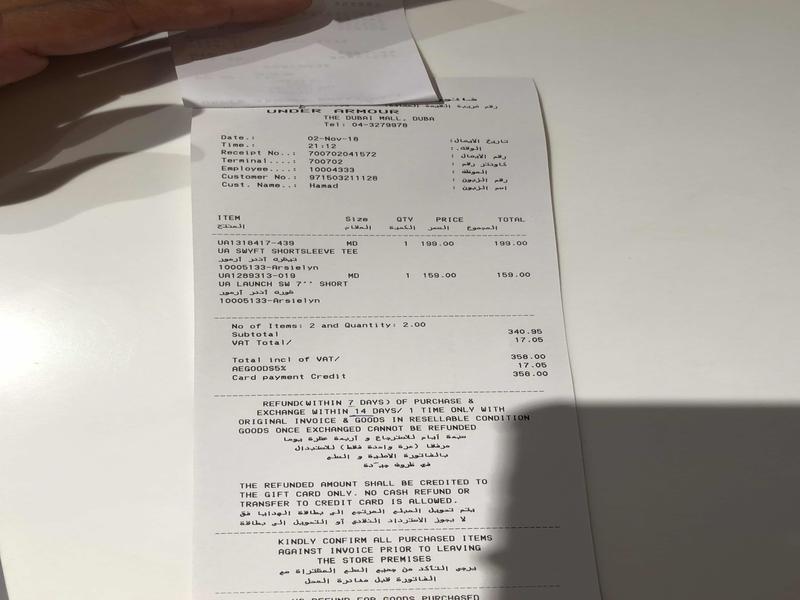 UNDER ARMOUR
THE DUBAI MALL, DUBA
Tel: 04-3279978
Date.: 02-Nov-18 تاريخ الايصال:
Time.: 21:12 الوقت.:
Receipt No..: 700702041572 رقم الايصال :
Terminal....: 700702 كاونتر رقم :
Employee....: 10004333 الموظف :
Customer No.: 971503211128 رقم الزبون :
Cust. Name..: Hamad اسم الزبون :
ITEM Size QTY PRICE TOTAL
المنتج المقاس الكمية السعر المجموع
UA1318417-439 MD 1 199.00 199.00
UA SWYFT SHORTSLEEVE TEE
اندر ارمور
10005133-Arsielyn
UA1289313-019 MD 1 159.00 159.00
UA LAUNCH SW 7'' SHORT
اندر ارمور
10005133-Arsielyn
No of Items: 2 and Quantity: 2.00
Subtotal 340.95
VAT Total/ 17.05
Total incl of VAT/ 358.00
AEGOODS5% 17.05
Card payment Credit 358.00
REFUND(WITHIN 7 DAYS) OF PURCHASE &
EXCHANGE WITHIN 14 DAYS/ 1 TIME ONLY WITH
ORIGINAL INVOICE & GOODS IN RESELLABLE CONDITION
GOODS ONCE EXCHANGED CANNOT BE REFUNDED
سبعة أيام للاسترجاع و أربعة عشرة يوما
(مرة واحدة فقط) للاستبدال
بالفاتورة الاصلية و السلع
في ظروف جيدة
THE REFUNDED AMOUNT SHALL BE CREDITED TO
THE GIFT CARD ONLY. NO CASH REFUND OR
TRANSFER TO CREDIT CARD IS ALLOWED.
يتم تحويل المبلغ المرتجع الى بطاقة الهدايا فق
لا يجوز الاسترداد النقدي أو التحويل الى بطاقة
KINDLY CONFIRM ALL PURCHASED ITEMS
AGAINST INVOICE PRIOR TO LEAVING
THE STORE PREMISES
يرجى التأكد من جميع السلع المشتراة مع
الفاتورة قبل مغادرة المحل
REFUND FOR GOODS PURCHASED